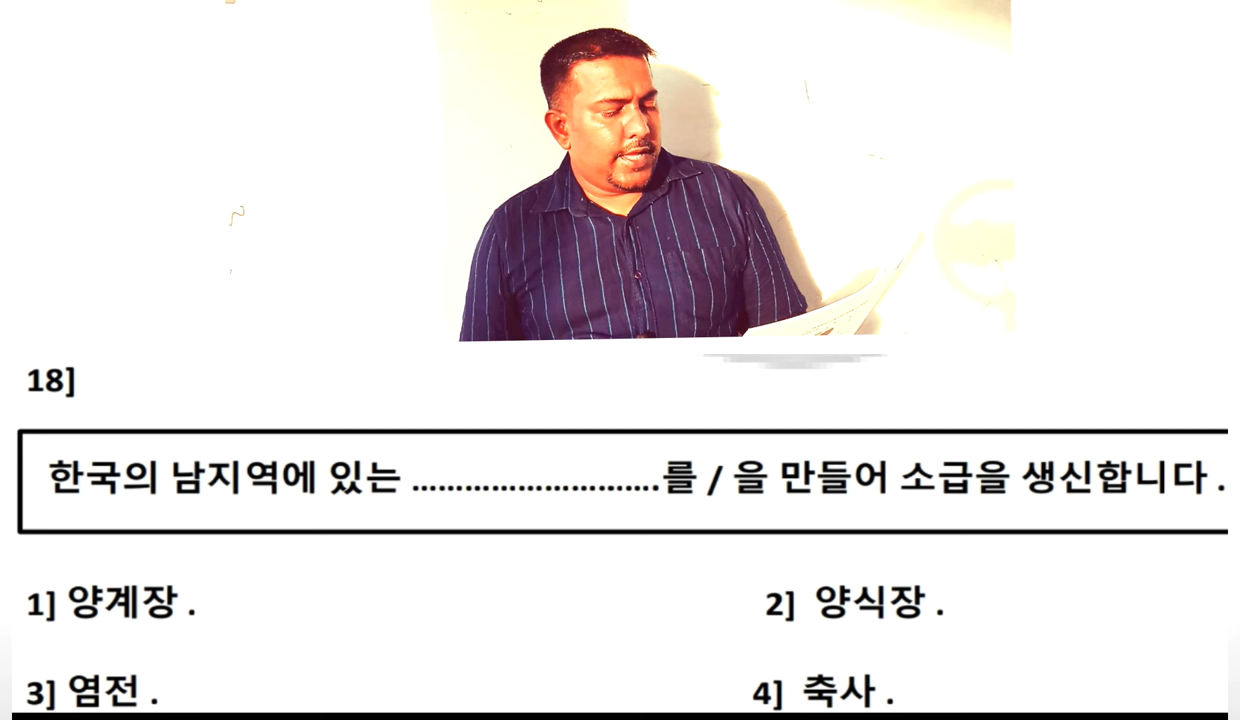 18]
한국의 남지역에 있는 ............................를 / 을 만들어 소급을 생신합니다 .
1] 양계장 .
2] 양식장 .
3] 염전 .
4] 축사 .